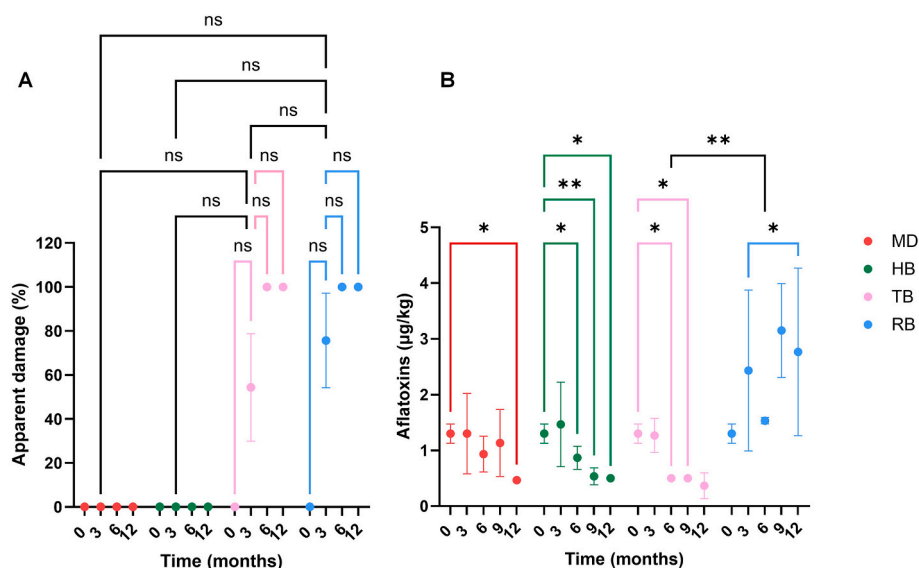 A
ns
ns
ns
ns
ns
ns
ns
ns
ns
ns
ns
Apparent damage (%)
120
100
80
60
40
20
0
0 3 6 12 0 3 6 12 0 3 6 12 0 3 6 12
Time (months)
B
*
**
**
*
*
*
*
*
Aflatoxins (µg/kg)
5
4
3
2
1
0
0 3 6 9 12 0 3 6 9 12 0 3 6 9 12 0 3 6 9 12
Time (months)
MD
HB
TB
RB